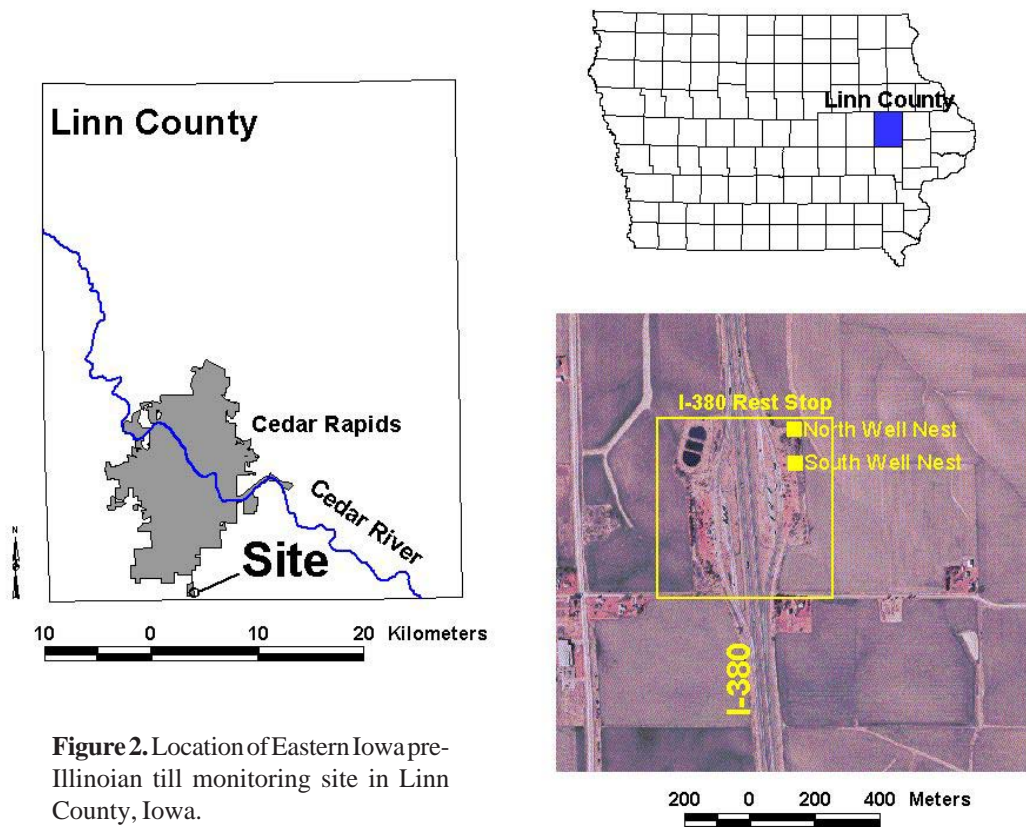 Linn County
Cedar Rapids
Cedar River
Site
N
10 0 10 20 Kilometers
Figure 2. Location of Eastern Iowa pre-
Illinoian till monitoring site in Linn
County, Iowa.
Linn County
I-380 Rest Stop
North Well Nest
South Well Nest
I-380
200 0 200 400 Meters